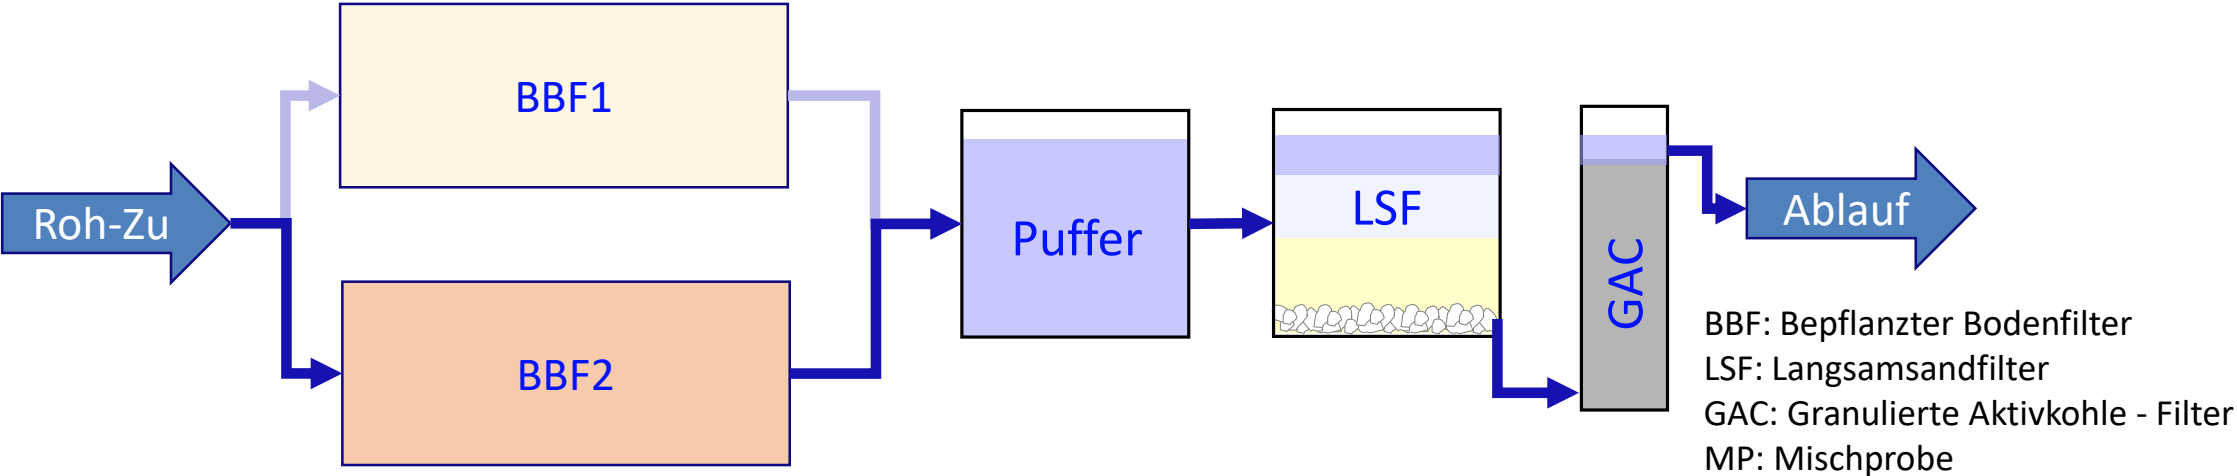 BBF1
Roh-Zu
BBF2
Puffer
LSF
GAC
Ablauf
BBF: Bepflanzter Bodenfilter
LSF: Langsamsandfilter
GAC: Granulierte Aktivkohle - Filter
MP: Mischprobe